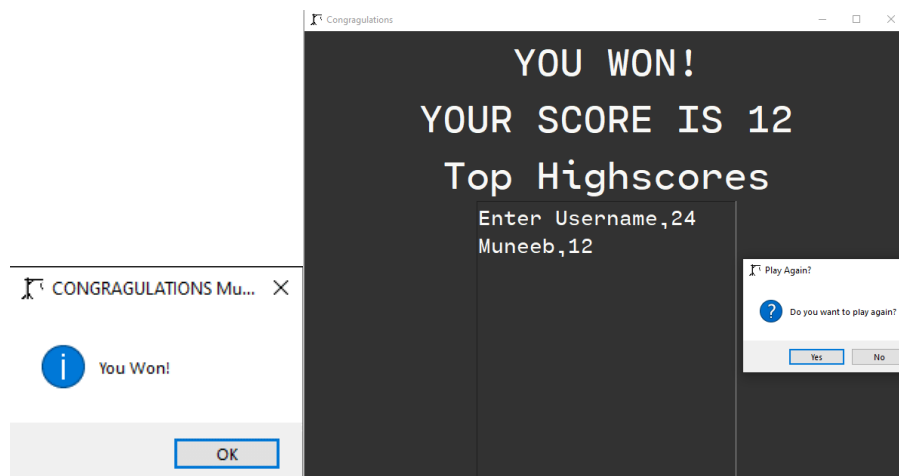 CONGRAGULATIONS Mu...
You Won!
OK
Congragulations
YOU WON!
YOUR SCORE IS 12
Top Highscores
Enter Username,24
Muneeb,12
Play Again?
Do you want to play again?
Yes
No